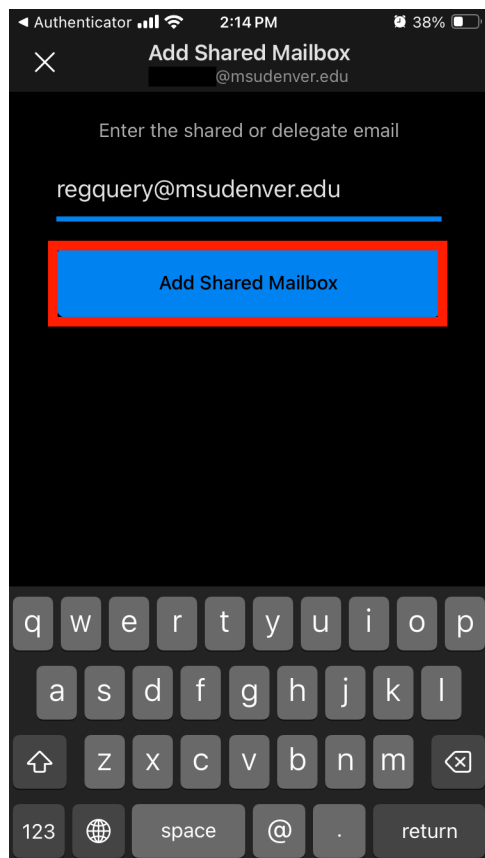 ◀ Authenticator 2:14 PM 38%
Add Shared Mailbox
@msudenver.edu
Enter the shared or delegate email
regquery@msudenver.edu
Add Shared Mailbox
q w e r t y u i o p
a s d f g h j k l
z x c v b n m
123 space @ . return